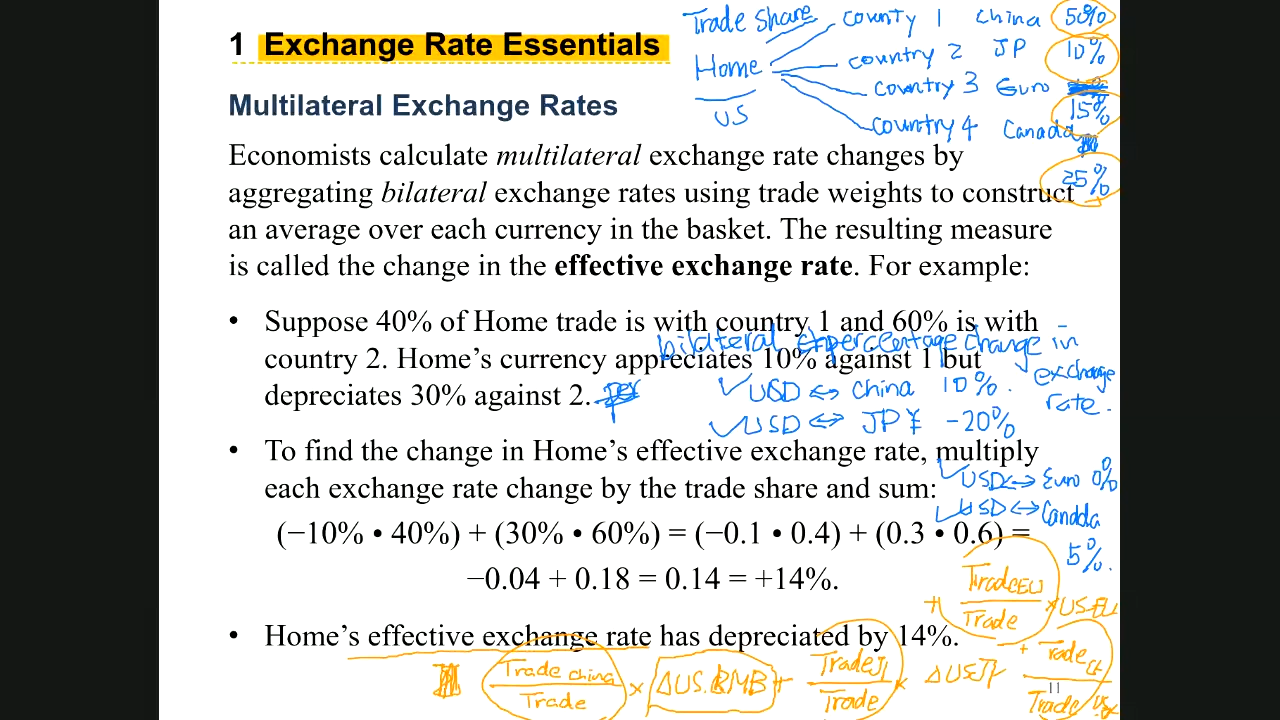 1 Exchange Rate Essentials
Multilateral Exchange Rates
Economists calculate multilateral exchange rate changes by
aggregating bilateral exchange rates using trade weights to construct
an average over each currency in the basket. The resulting measure
is called the change in the effective exchange rate. For example:
• Suppose 40% of Home trade is with country 1 and 60% is with
country 2. Home’s currency appreciates 10% against 1 but
depreciates 30% against 2.
• To find the change in Home’s effective exchange rate, multiply
each exchange rate change by the trade share and sum:
(−10% • 40%) + (30% • 60%) = (−0.1 • 0.4) + (0.3 • 0.6) =
−0.04 + 0.18 = 0.14 = +14%.
• Home’s effective exchange rate has depreciated by 14%.
Trade share
Home
US
county 1 China 50%
country 2 JP 10%
country 3 Euro 15%
country 4 Canada 25%
bilateral percentage change in
exchange
rate.
USD ⇔ China 10%.
USD ⇔ JP ¥ -20%
USD ⇔ Euro 0%
USD ⇔ Candda
5%.
+ TradeEU / Trade × US-EU
Trade china / Trade × ΔUS.RMB + TradeJ / Trade × ΔUSJ + Trade / Trade